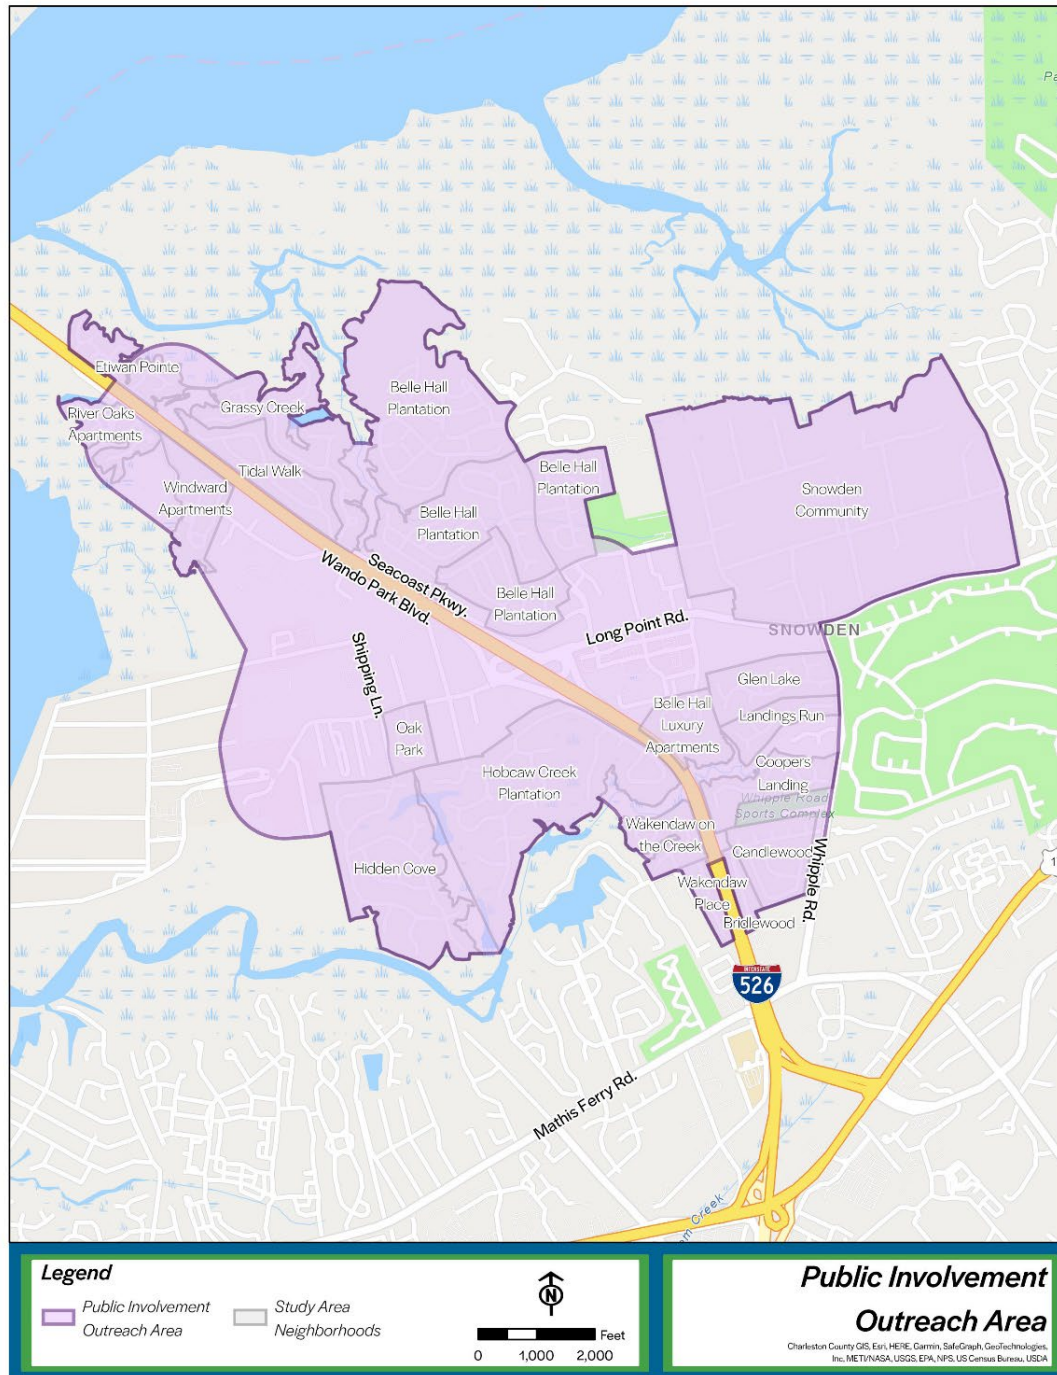 Pa
Etiwan Pointe
River Oaks
Apartments
Grassy Creek
Belle Hall
Plantation
Tidal Walk
Windward
Apartments
Belle Hall
Plantation
Belle Hall
Plantation
Snowden
Community
Seacoast Pkwy.
Wando Park Blvd.
Belle Hall
Plantation
Long Point Rd.
SNOWDEN
Shipping Ln.
Glen Lake
Belle Hall
Luxury
Apartments
Landings Run
Oak
Park
Coopers
Landing
Hobcaw Creek
Plantation
Whipple Road
Sports Complex
Wakendaw on
the Creek
Candlewood
Whipple Rd.
Hidden Cove
Wakendaw
Place
Bridlewood
1
INTERSTATE
526
Mathis Ferry Rd.
om Creek
Legend
Public Involvement
Outreach Area
Study Area
Neighborhoods
N
Feet
0 1,000 2,000
Public Involvement
Outreach Area
Charleston County GIS, Esri, HERE, Garmin, SafeGraph, GeoTechnologies,
Inc, METI/NASA, USGS, EPA, NPS, US Census Bureau, USDA